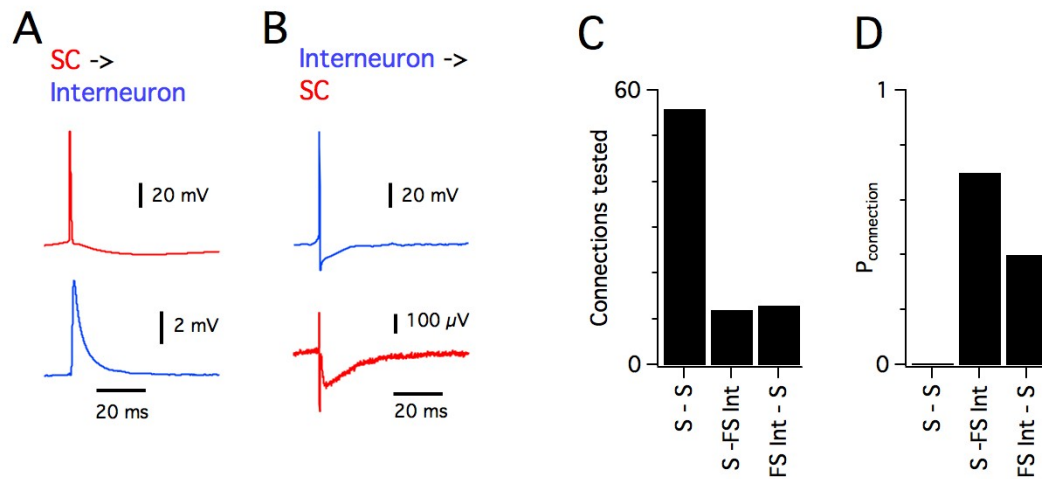 A
SC ->
Interneuron
20 mV
2 mV
20 ms
B
Interneuron ->
SC
20 mV
100 µV
20 ms
C
60
Connections tested
0
S - S
S -FS Int
FS Int - S
D
1
Pconnection
0
S - S
S -FS Int
FS Int - S